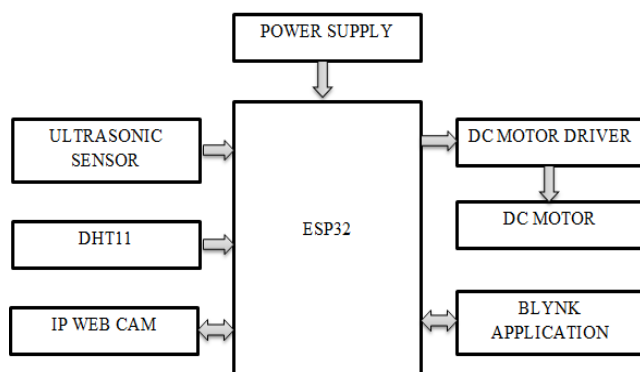 POWER SUPPLY
ULTRASONIC
SENSOR
DC MOTOR DRIVER
DHT11
ESP32
DC MOTOR
IP WEB CAM
BLYNK
APPLICATION